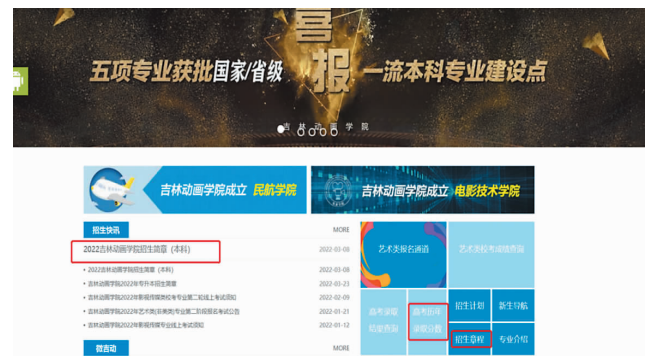 五项专业获批国家/省级 喜报 一流本科专业建设点
吉林动画学院
吉林动画学院成立 民航学院
吉林动画学院成立 电影技术学院
招生快讯 MORE
2022吉林动画学院招生简章（本科） 2022-03-08
• 2022吉林动画学院招生简章（本科） 2022-03-08
• 吉林动画学院2022年专升本招生简章 2022-03-23
• 吉林动画学院2022年影视传媒类校考专业第二轮线上考试须知 2022-02-09
• 吉林动画学院2022年艺术类(非美类)专业第二阶段报名考试公告 2022-01-21
• 吉林动画学院2022年影视传媒专业线上考试须知 2022-01-12
微吉动 MORE
艺术类报名通道
艺术类校考成绩查询
高考录取结查询
高考历年
录取分数
招生计划
新生导航
招生章程
专业介绍